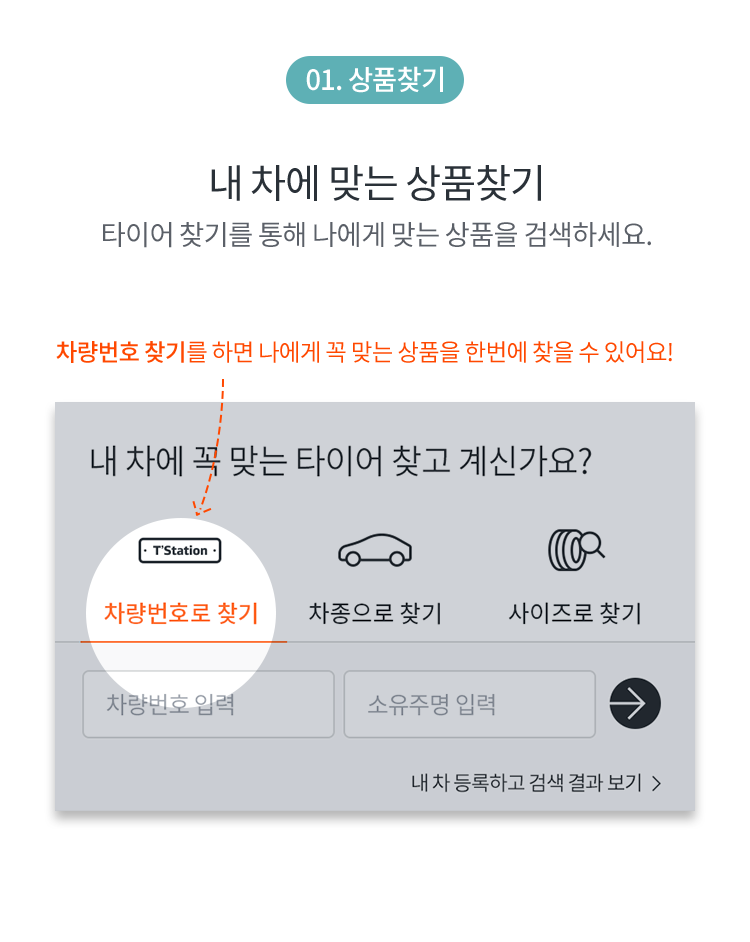 01. 상품찾기
내 차에 맞는 상품찾기
타이어 찾기를 통해 나에게 맞는 상품을 검색하세요.
차량번호 찾기를 하면 나에게 꼭 맞는 상품을 한번에 찾을 수 있어요!
내 차에 꼭 맞는 타이어 찾고 계신가요?
T'Station
차량번호로 찾기
차종으로 찾기
사이즈로 찾기
차량번호 입력
소유주명 입력
내 차 등록하고 검색 결과 보기 >